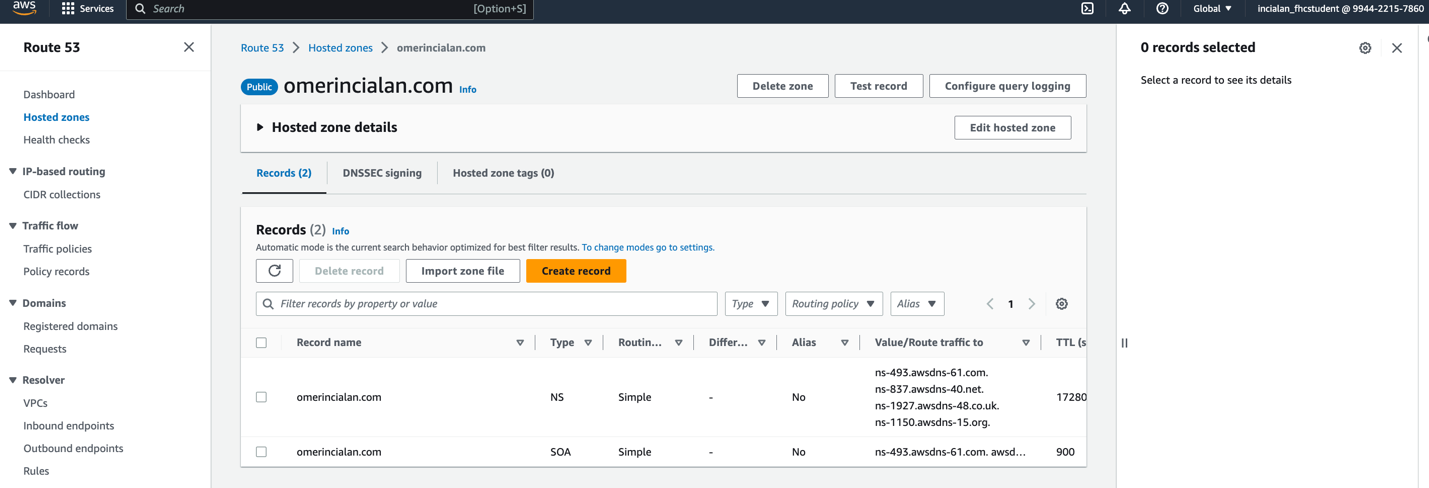 aws
Services
Search
[Option+S]
Global
incialan_fhcstudent @ 9944-2215-7860
Route 53
Dashboard
Hosted zones
Health checks
IP-based routing
CIDR collections
Traffic flow
Traffic policies
Policy records
Domains
Registered domains
Requests
Resolver
VPCs
Inbound endpoints
Outbound endpoints
Rules
Route 53 > Hosted zones > omerincialan.com
Public omerincialan.com Info
Delete zone
Test record
Configure query logging
Hosted zone details
Edit hosted zone
Records (2)
DNSSEC signing
Hosted zone tags (0)
Records (2) Info
Automatic mode is the current search behavior optimized for best filter results. To change modes go to settings.
Delete record
Import zone file
Create record
Filter records by property or value
Type
Routing policy
Alias
1
Record name Type Routin... Differ... Alias Value/Route traffic to TTL (s
omerincialan.com NS Simple - No
ns-493.awsdns-61.com.
ns-837.awsdns-40.net.
ns-1927.awsdns-48.co.uk.
ns-1150.awsdns-15.org.
17280
omerincialan.com SOA Simple - No ns-493.awsdns-61.com. awsd... 900
0 records selected
Select a record to see its details